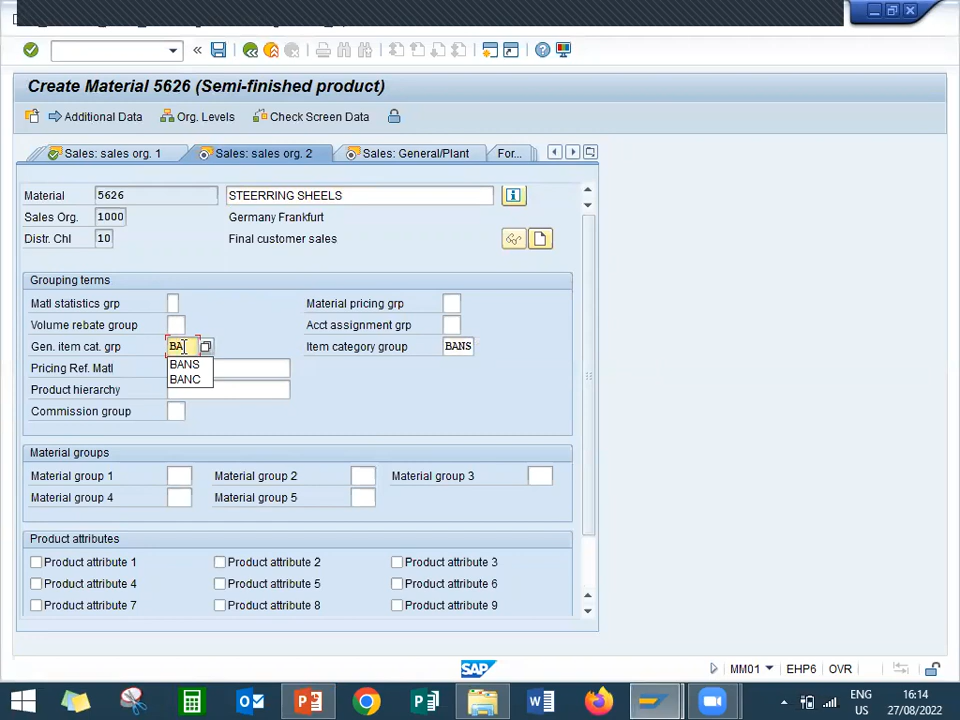 Create Material 5626 (Semi-finished product)
Additional Data Org. Levels Check Screen Data
Sales: sales org. 1 Sales: sales org. 2 Sales: General/Plant For...
Material 5626 STEERRING SHEELS
Sales Org. 1000 Germany Frankfurt
Distr. Chl 10 Final customer sales
Grouping terms
Matl statistics grp Material pricing grp
Volume rebate group Acct assignment grp
Gen. item cat. grp BA Item category group BANS
BANS
Pricing Ref. Matl
BANC
Product hierarchy
Commission group
Material groups
Material group 1 Material group 2 Material group 3
Material group 4 Material group 5
Product attributes
Product attribute 1 Product attribute 2 Product attribute 3
Product attribute 4 Product attribute 5 Product attribute 6
Product attribute 7 Product attribute 8 Product attribute 9
SAP
MM01 EHP6 OVR
ENG 16:14
US 27/08/2022